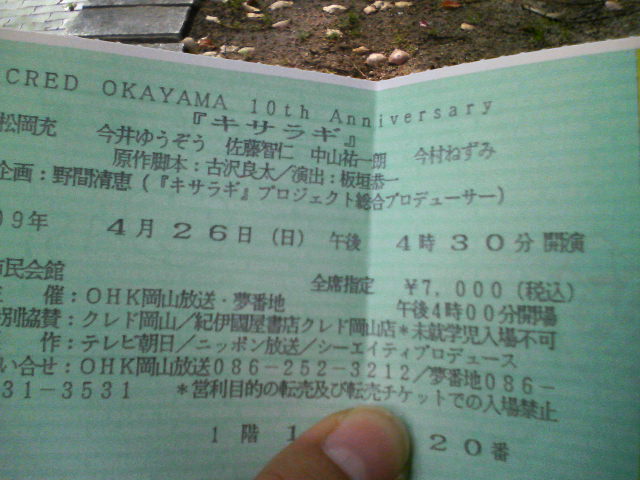 CRED OKAYAMA 10th Anniversary
『キサラギ』
松岡充 今井ゆうぞう 佐藤智仁 中山祐一朗 今村ねずみ
原作脚本:古沢良太/演出:板垣恭一
企画:野間清恵(『キサラギ』プロジェクト総合プロデューサー)
09年 4月26日(日) 午後 4時30分開演
市民会館 全席指定 ¥7,000(税込)
催:OHK岡山放送・夢番地 午後4時00分開場
別協賛:クレド岡山/紀伊國屋書店クレド岡山店*未就学児入場不可
作:テレビ朝日/ニッポン放送/シーエイティプロデュース
い合せ:OHK岡山放送086-252-3212/夢番地086-
31-3531 *営利目的の転売及び転売チケットでの入場禁止
1階 1 20番